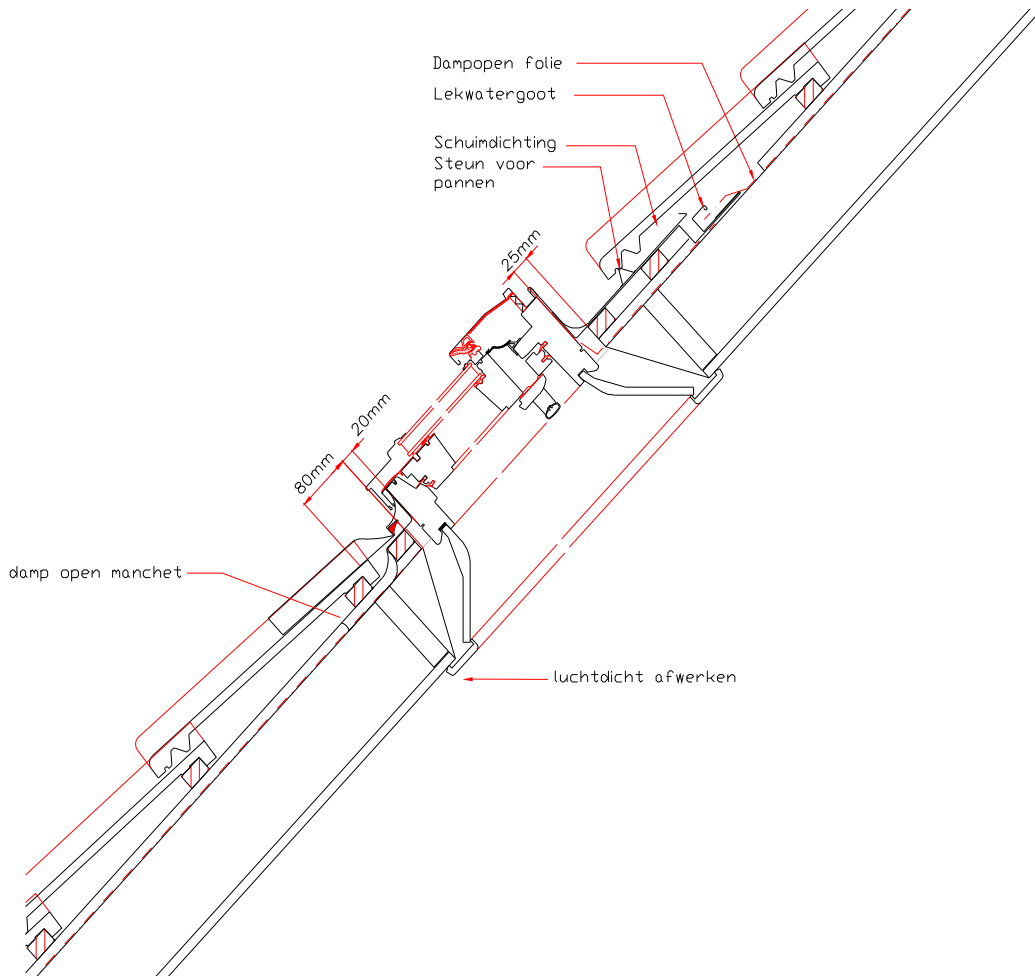 Dampopen folie
Lekwatergoot
Schuimdichting
Steun voor
pannen
25mm
20mm
80mm
damp open manchet
luchtdicht afwerken